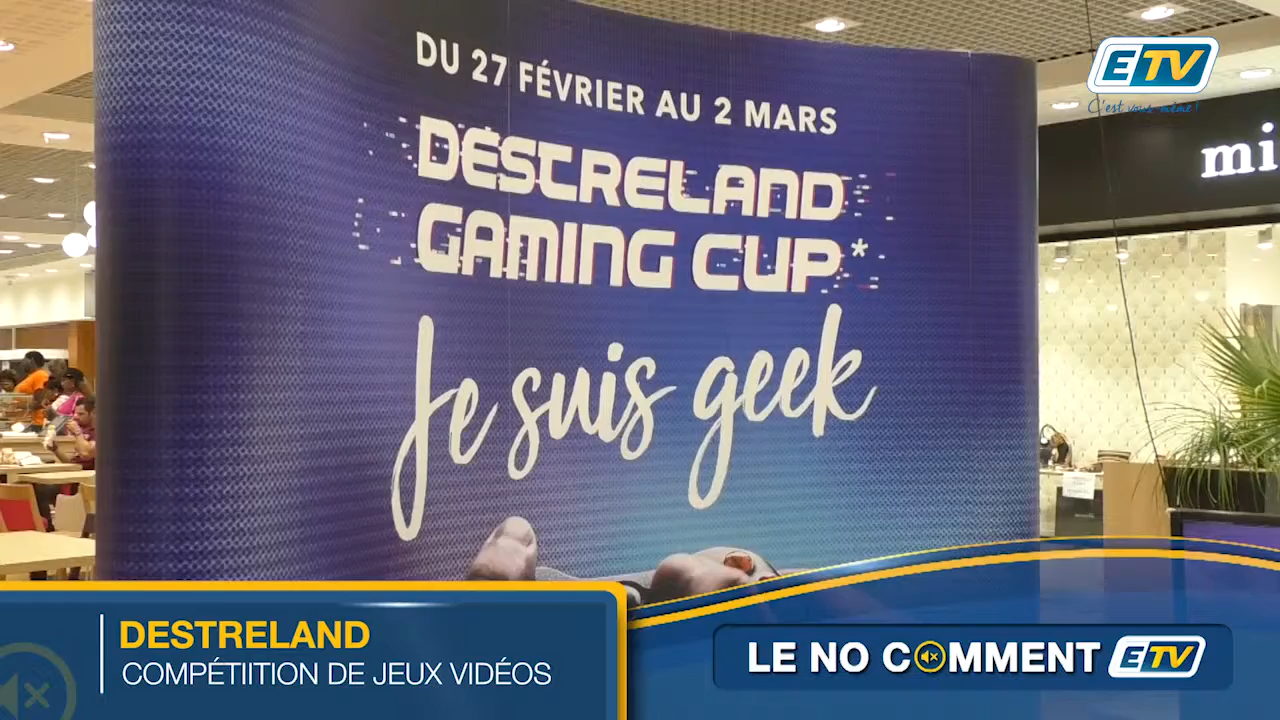 DU 27 FÉVRIER AU 2 MARS
DESTRELAND
GAMING CUP*
Je suis geek
ETV
C'est vous-même !
mi
DESTRELAND
COMPÉTIITION DE JEUX VIDÉOS
LE NO COMMENT ETV